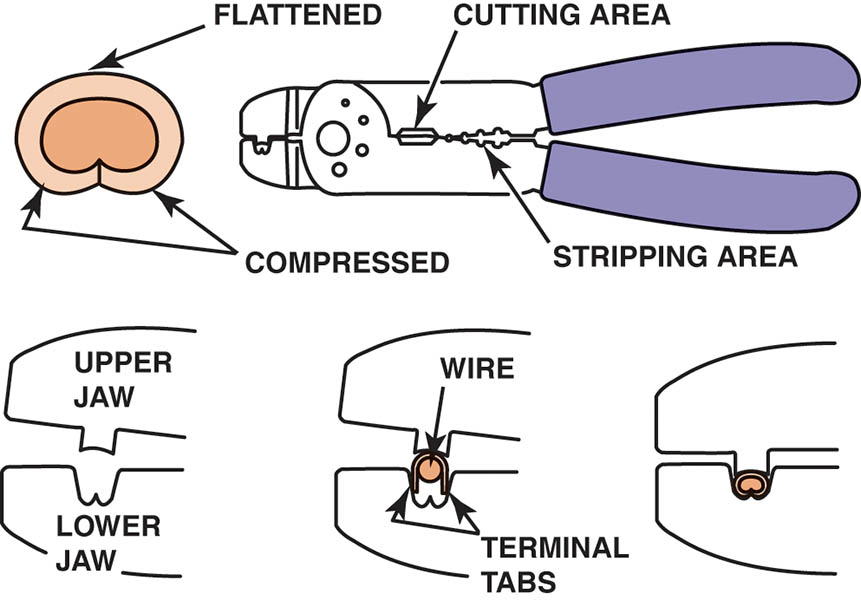 FLATTENED
CUTTING AREA
COMPRESSED
STRIPPING AREA
UPPER
JAW
WIRE
LOWER
JAW
TERMINAL
TABS